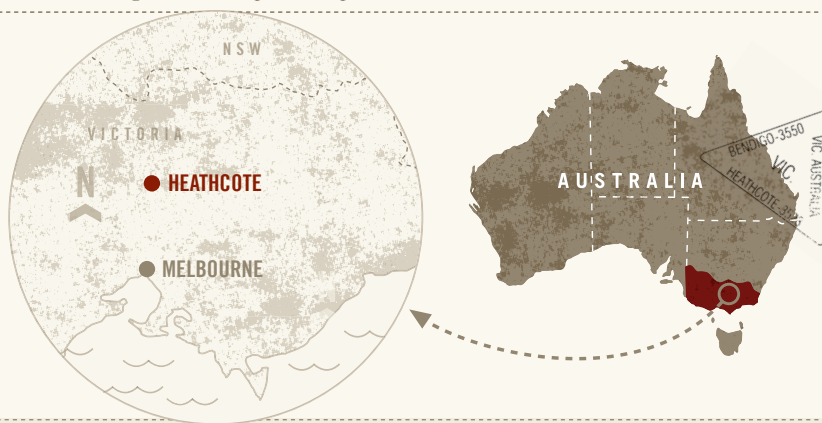 NSW
VICTORIA
N
HEATHCOTE
MELBOURNE
AUSTRALIA
BENDIGO-3550
VIC
VIC AUSTRALIA